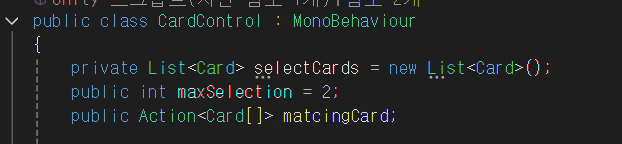 public class CardControl : MonoBehaviour
{
private List<Card> selectCards = new List<Card>();
public int maxSelection = 2;
public Action<Card[]> matcingCard;